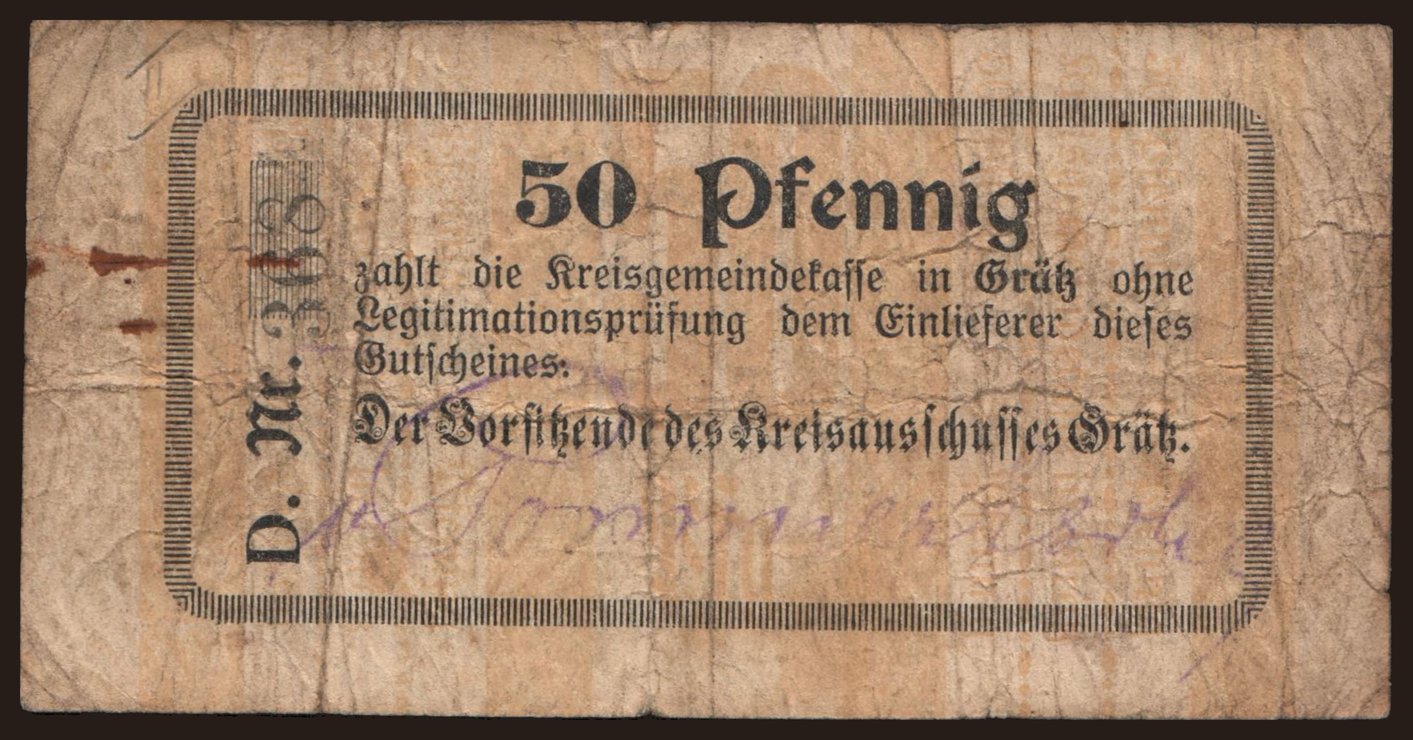 50 Pfennig
zahlt die Kreisgemeindekasse in Grätz ohne
Legitimationsprüfung dem Einlieferer dieses
Gutscheines:
Der Vorsitzende des Kreisausschusses Grätz.
D. Nr. 368